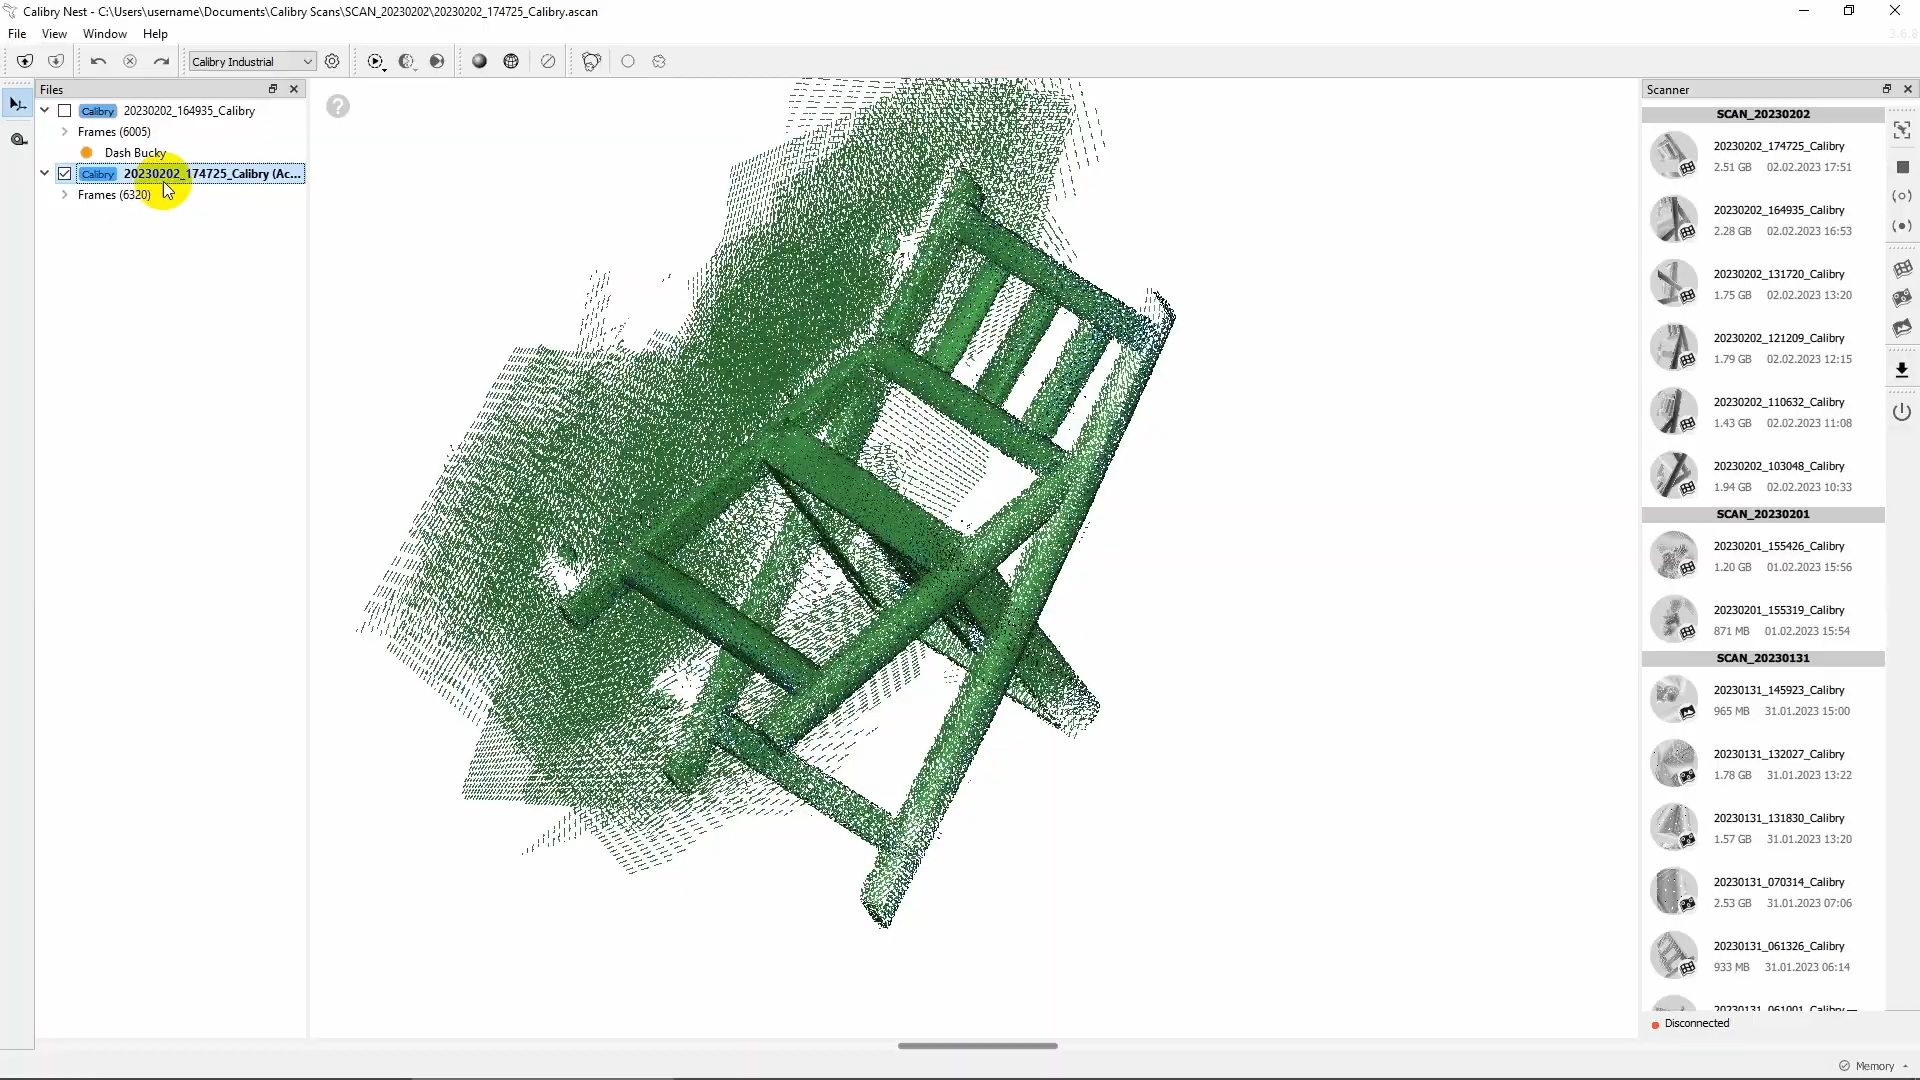 Calibry Nest - C:\Users\username\Documents\Calibry Scans\SCAN_20230202\20230202_174725_Calibry.ascan
File View Window Help
3.6.8
Calibry Industrial
Files
Calibry 20230202_164935_Calibry
Frames (6005)
Dash Bucky
Calibry 20230202_174725_Calibry (Ac...
Frames (6320)
?
Scanner
SCAN_20230202
20230202_174725_Calibry
2.51 GB 02.02.2023 17:51
20230202_164935_Calibry
2.28 GB 02.02.2023 16:53
20230202_131720_Calibry
1.75 GB 02.02.2023 13:20
20230202_121209_Calibry
1.79 GB 02.02.2023 12:15
20230202_110632_Calibry
1.43 GB 02.02.2023 11:08
20230202_103048_Calibry
1.94 GB 02.02.2023 10:33
SCAN_20230201
20230201_155426_Calibry
1.20 GB 01.02.2023 15:56
20230201_155319_Calibry
871 MB 01.02.2023 15:54
SCAN_20230131
20230131_145923_Calibry
965 MB 31.01.2023 15:00
20230131_132027_Calibry
1.78 GB 31.01.2023 13:22
20230131_131830_Calibry
1.57 GB 31.01.2023 13:20
20230131_070314_Calibry
2.53 GB 31.01.2023 07:06
20230131_061326_Calibry
933 MB 31.01.2023 06:14
20230131_061001_Calibry
Disconnected
Memory